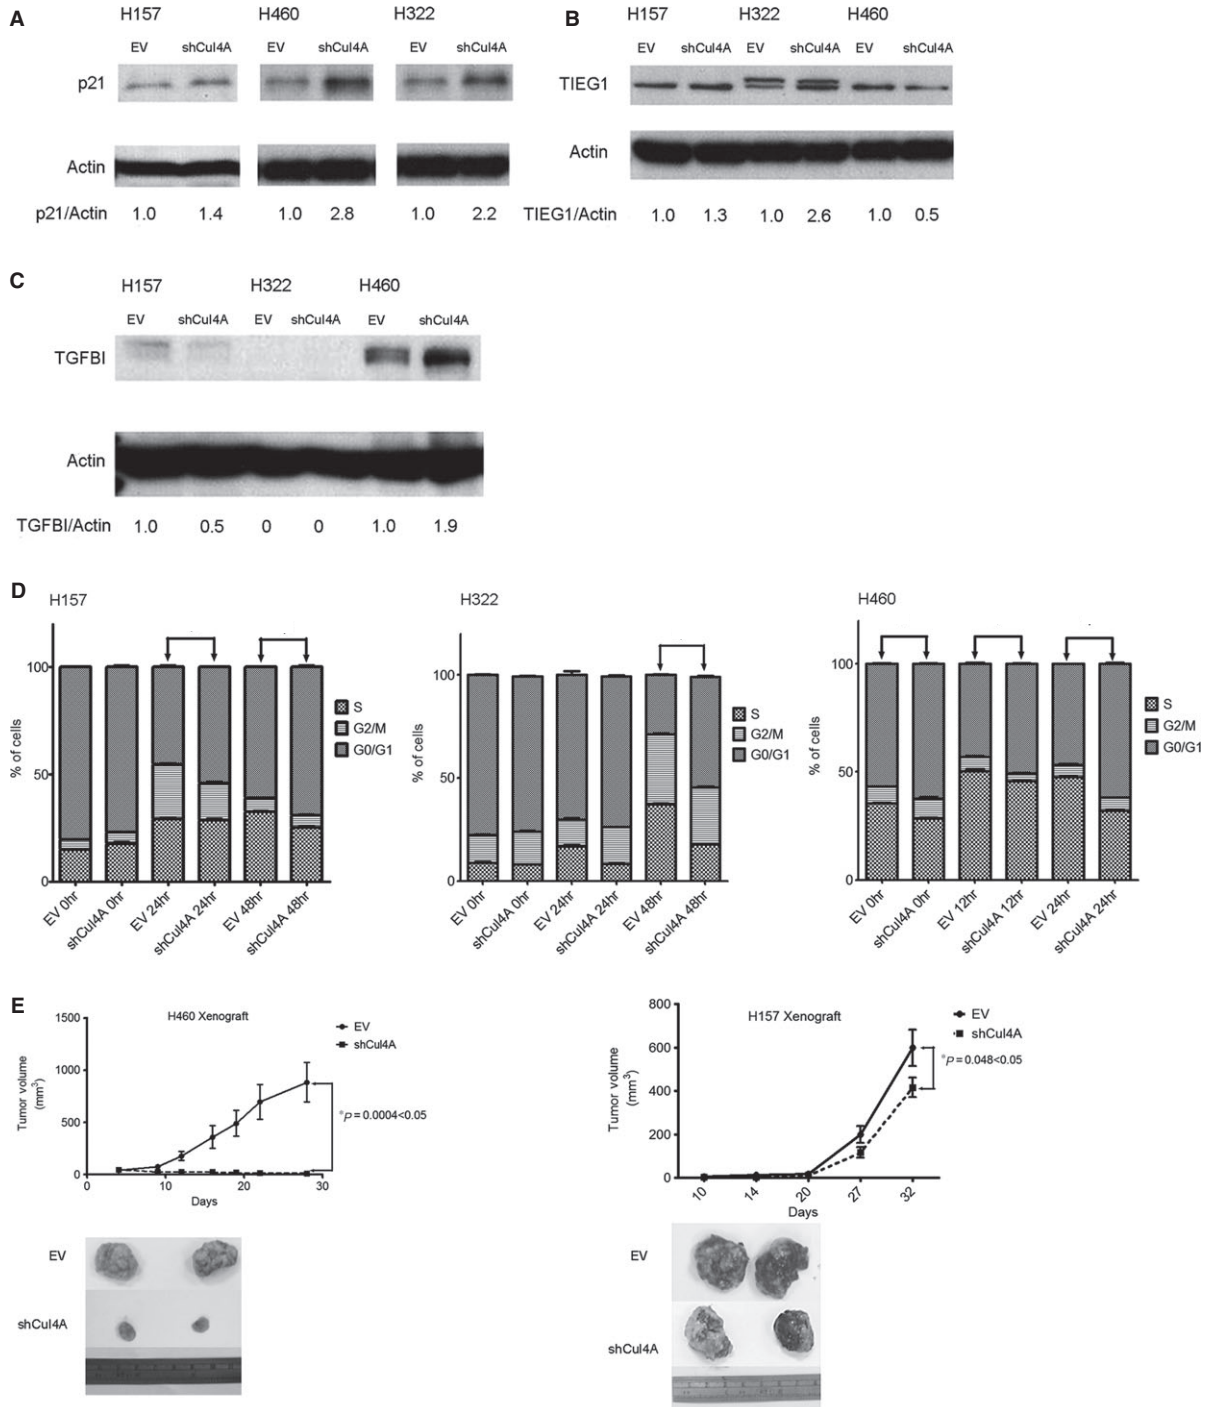 A
H157 H460 H322
EV shCul4A EV shCul4A EV shCul4A
p21
Actin
p21/Actin 1.0 1.4 1.0 2.8 1.0 2.2
B
H157 H322 H460
EV shCul4A EV shCul4A EV shCul4A
TIEG1
Actin
TIEG1/Actin 1.0 1.3 1.0 2.6 1.0 0.5
C
H157 H322 H460
EV shCul4A EV shCul4A EV shCul4A
TGFBI
Actin
TGFBI/Actin 1.0 0.5 0 0 1.0 1.9
D
H157
% of cells
100
50
0
S
G2/M
G0/G1
EV 0hr
shCul4A 0hr
EV 24hr
shCul4A 24hr
EV 48hr
shCul4A 48hr
H322
% of cells
100
50
0
S
G2/M
G0/G1
EV 0hr
shCul4A 0hr
EV 24hr
shCul4A 24hr
EV 48hr
shCul4A 48hr
H460
% of cells
100
50
0
S
G2/M
G0/G1
EV 0hr
shCul4A 0hr
EV 12hr
shCul4A 12hr
EV 24hr
shCul4A 24hr
E
H460 Xenograft
Tumor volume
(mm³)
1500
1000
500
0
0 10 20 30
Days
EV
shCul4A
*p = 0.0004<0.05
EV
shCul4A
H157 Xenograft
Tumor volume
(mm³)
800
600
400
200
0
10 14 20 27 32
Days
EV
shCul4A
*p = 0.048<0.05
EV
shCul4A